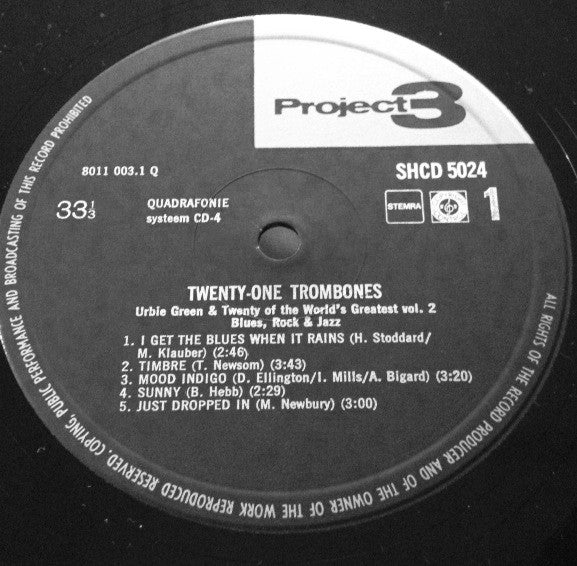 Project 3
8011 003.1 Q
SHCD 5024
33⅓
QUADRAFONIE
systeem CD-4
STEMRA
1
TWENTY-ONE TROMBONES
Urbie Green & Twenty of the World's Greatest vol. 2
Blues, Rock & Jazz
1. I GET THE BLUES WHEN IT RAINS (H. Stoddard/
M. Klauber) (2:46)
2. TIMBRE (T. Newsom) (3:43)
3. MOOD INDIGO (D. Ellington/I. Mills/A. Bigard) (3:20)
4. SUNNY (B. Hebb) (2:29)
5. JUST DROPPED IN (M. Newbury) (3:00)
ALL RIGHTS OF THE RECORD PRODUCER AND OF THE OWNER OF THE WORK REPRODUCED RESERVED. COPYING, PUBLIC PERFORMANCE AND BROADCASTING OF THIS RECORD PROHIBITED